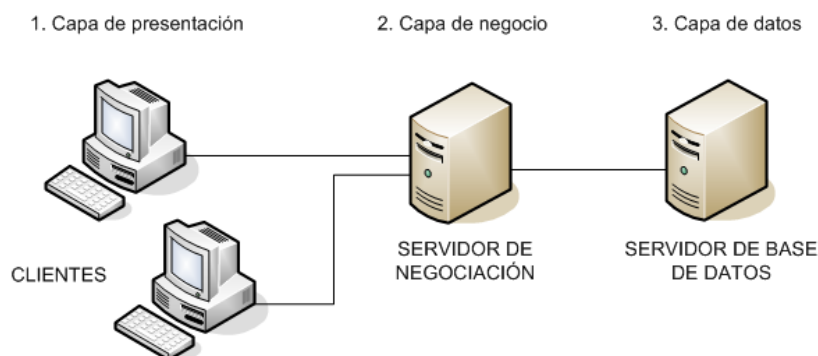 1. Capa de presentación
2. Capa de negocio
3. Capa de datos
SERVIDOR DE
NEGOCIACIÓN
SERVIDOR DE BASE
DE DATOS
CLIENTES